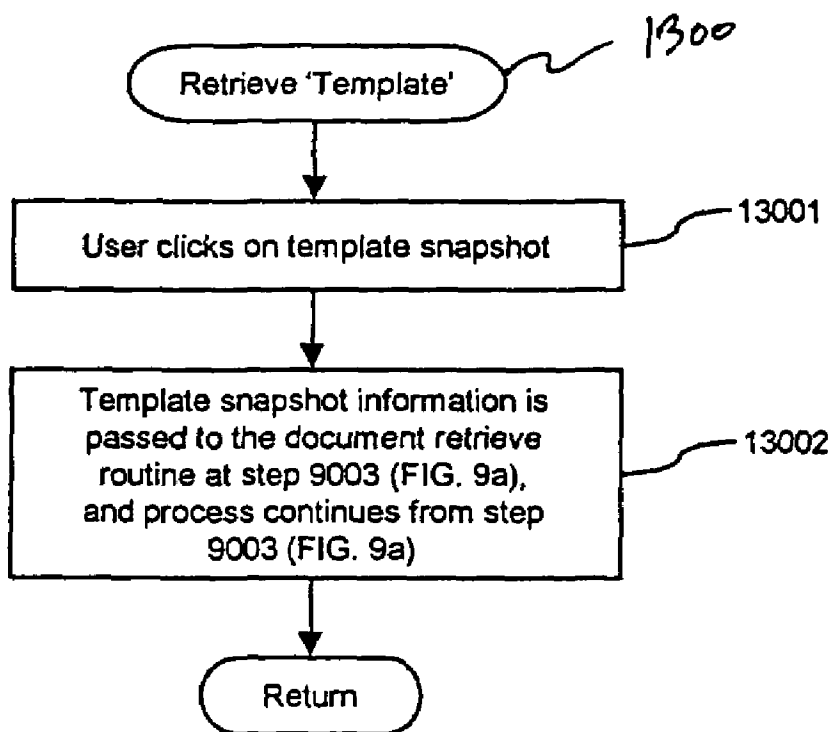 1300
Retrieve 'Template'
13001
User clicks on template snapshot
Template snapshot information is
passed to the document retrieve
routine at step 9003 (FIG. 9a),
and process continues from step
9003 (FIG. 9a)
13002
Return